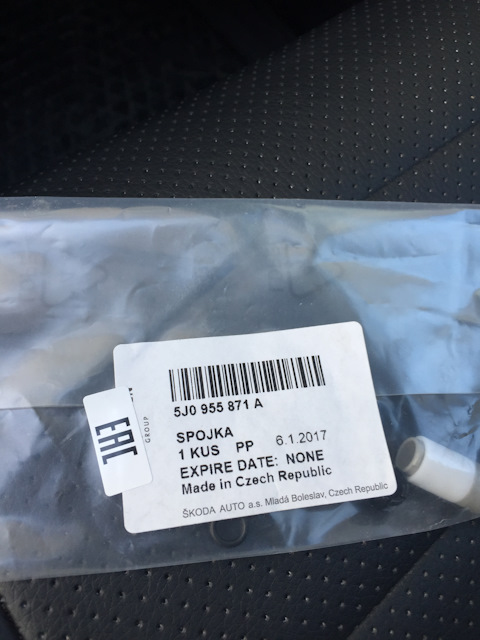 5J0 955 871 A
SPOJKA
1 KUS PP 6.1.2017
EXPIRE DATE: NONE
Made in Czech Republic
ŠKODA AUTO a.s. Mladá Boleslav, Czech Republic
GROUP
EAC